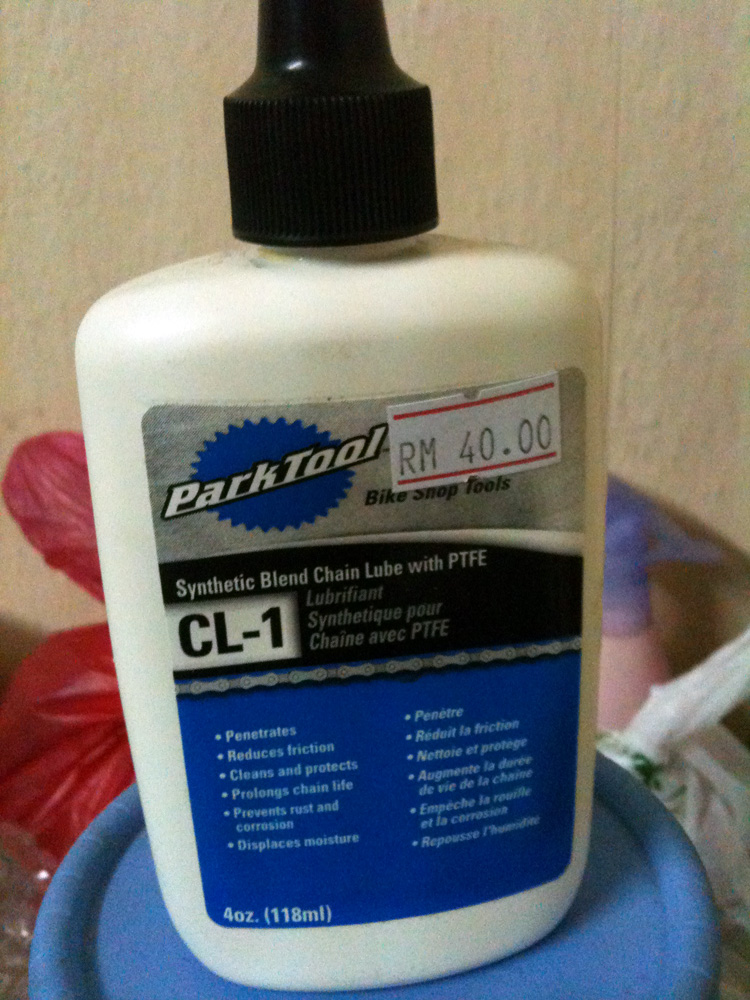 ParkTool
RM 40.00
Bike Shop Tools
Synthetic Blend Chain Lube with PTFE
CL-1
Lubrifiant
Synthetique pour
Chaîne avec PTFE
• Penetrates
• Reduces friction
• Cleans and protects
• Prolongs chain life
• Prevents rust and
corrosion
• Displaces moisture
• Penètre
• Réduit la friction
• Nettoie et protège
• Augmente la durée
de vie de la chaîne
• Empêche la rouille
et la corrosion
• Repousse l'humidité
4oz. (118ml)